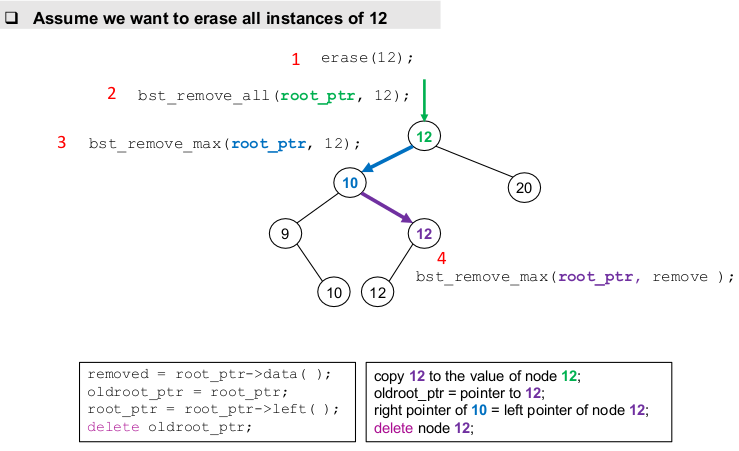 ❑ Assume we want to erase all instances of 12
1 erase(12);
2 bst_remove_all(root_ptr, 12);
3 bst_remove_max(root_ptr, 12);
12
10
20
9
12
4
bst_remove_max(root_ptr, remove );
10
12
removed = root_ptr->data( );
oldroot_ptr = root_ptr;
root_ptr = root_ptr->left( );
delete oldroot_ptr;
copy 12 to the value of node 12;
oldroot_ptr = pointer to 12;
right pointer of 10 = left pointer of node 12;
delete node 12;